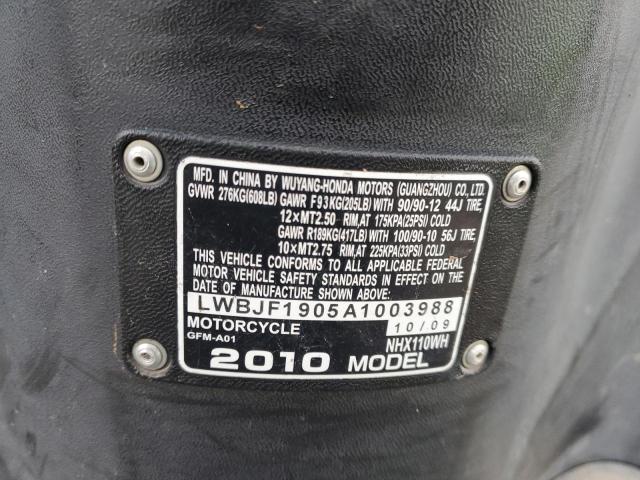 MFD. IN CHINA BY WUYANG-HONDA MOTORS (GUANGZHOU) CO., LTD.
GVWR 276KG(608LB) GAWR F93KG(205LB) WITH 90/90-12 44J TIRE,
12×MT2.50 RIM,AT 175KPA(25PSI) COLD
GAWR R189KG(417LB) WITH 100/90-10 56J TIRE,
10×MT2.75 RIM,AT 225KPA(33PSI) COLD
THIS VEHICLE CONFORMS TO ALL APPLICABLE FEDERAL
MOTOR VEHICLE SAFETY STANDARDS IN EFFECT ON THE
DATE OF MANUFACTURE SHOWN ABOVE:
LWBJF1905A1003988
MOTORCYCLE 10/09
GFM-A01 NHX110WH
2010 MODEL